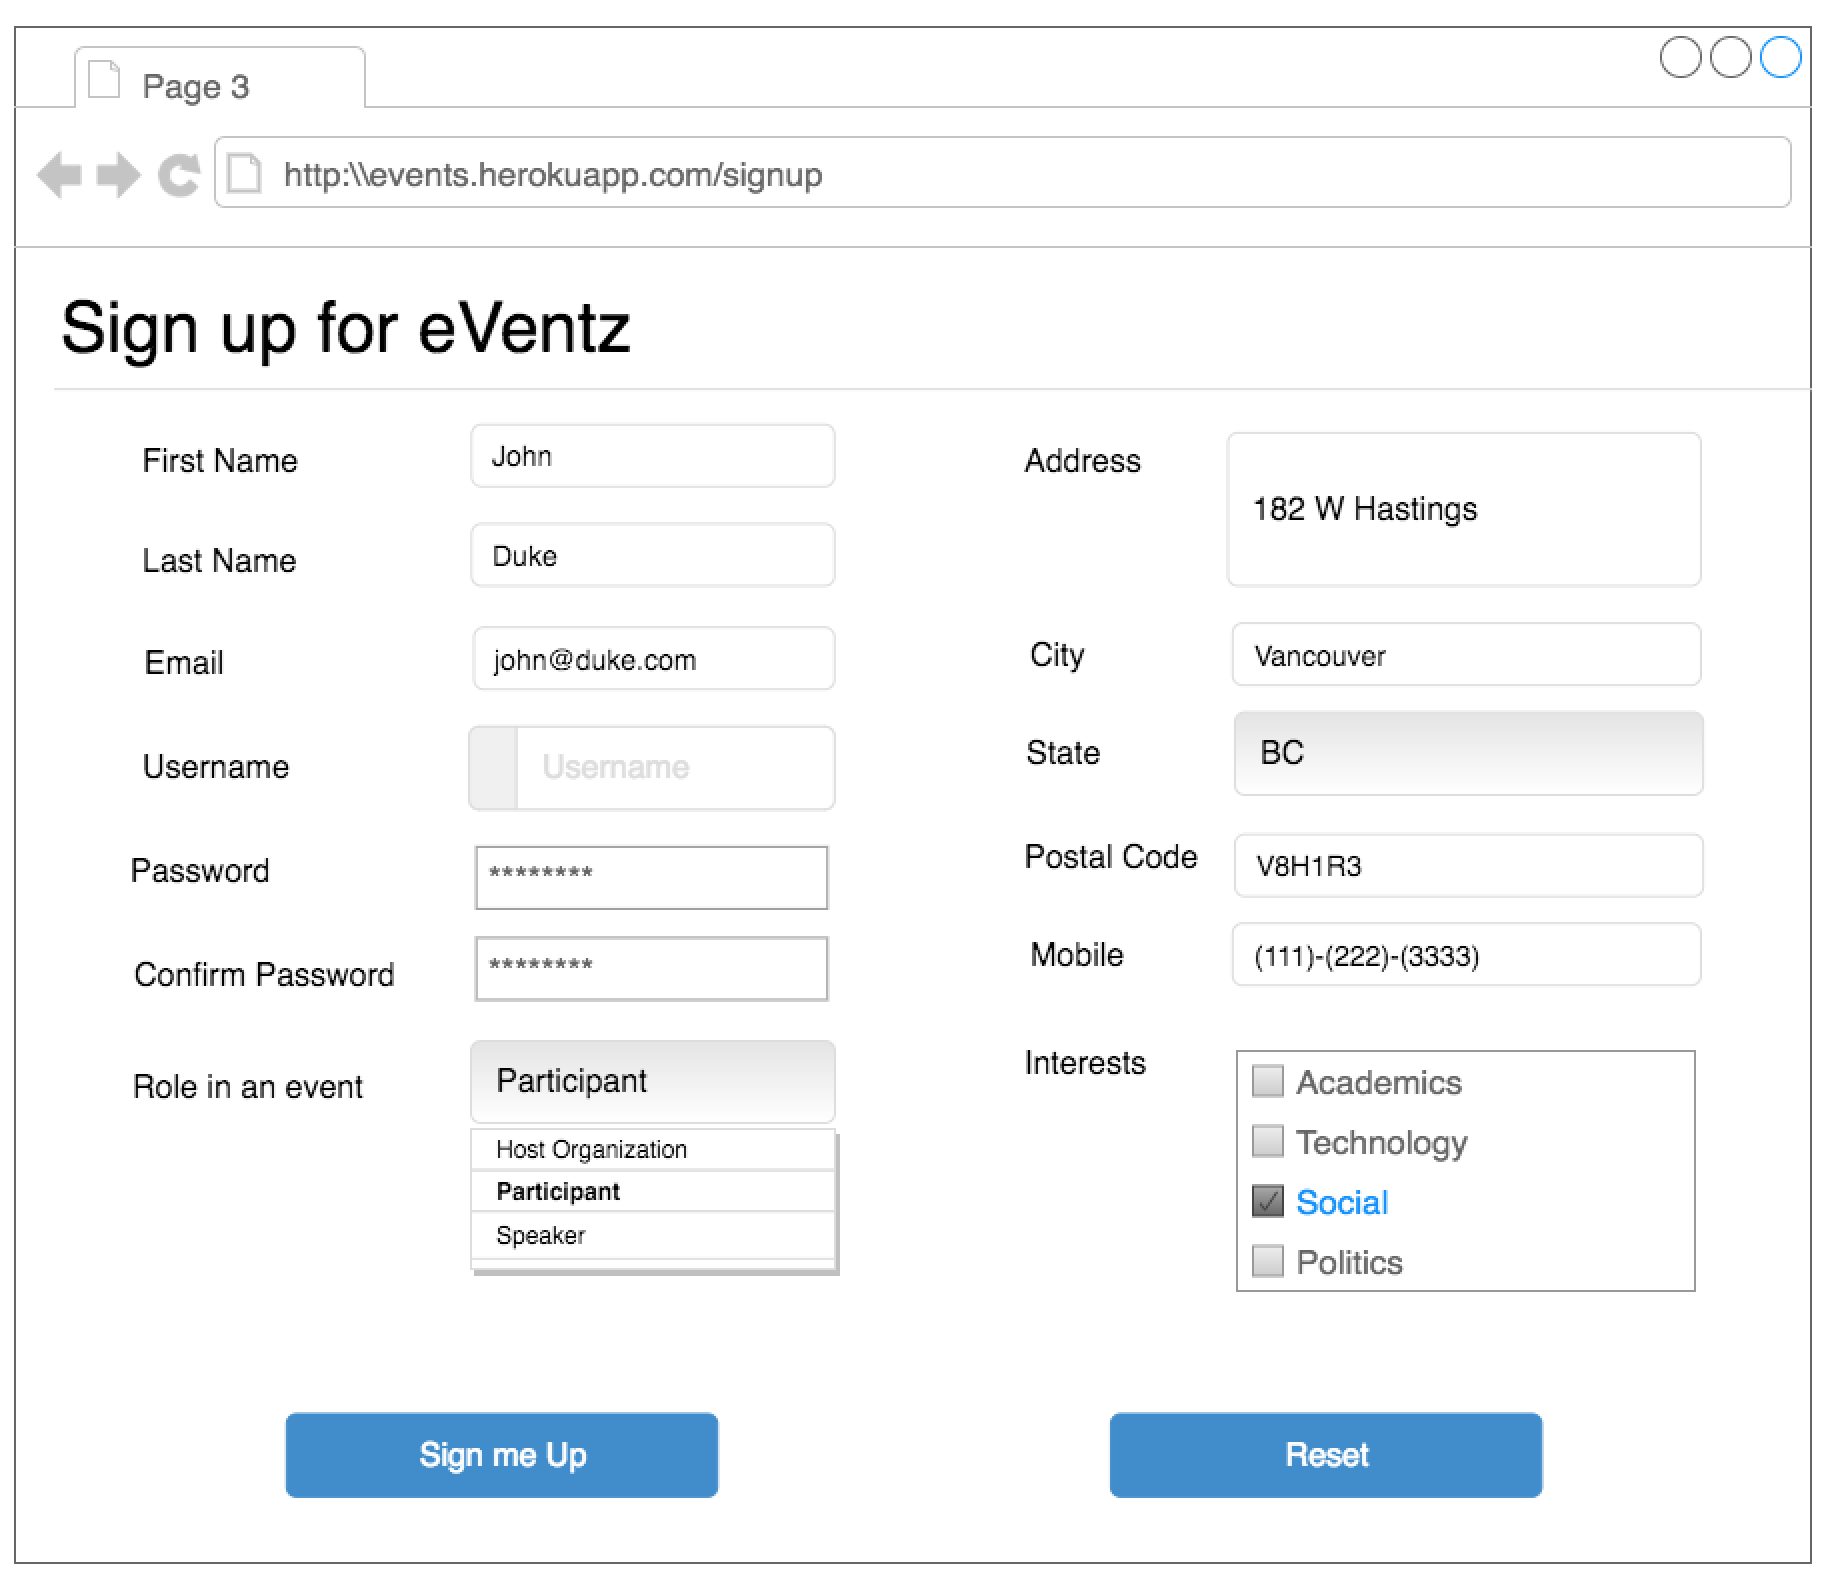 Page 3
http:\\events.herokuapp.com/signup
Sign up for eVentz
First Name
John
Last Name
Duke
Email
john@duke.com
Username
Username
Password
********
Confirm Password
********
Role in an event
Participant
Host Organization
Participant
Speaker
Address
182 W Hastings
City
Vancouver
State
BC
Postal Code
V8H1R3
Mobile
(111)-(222)-(3333)
Interests
Academics
Technology
Social
Politics
Sign me Up
Reset